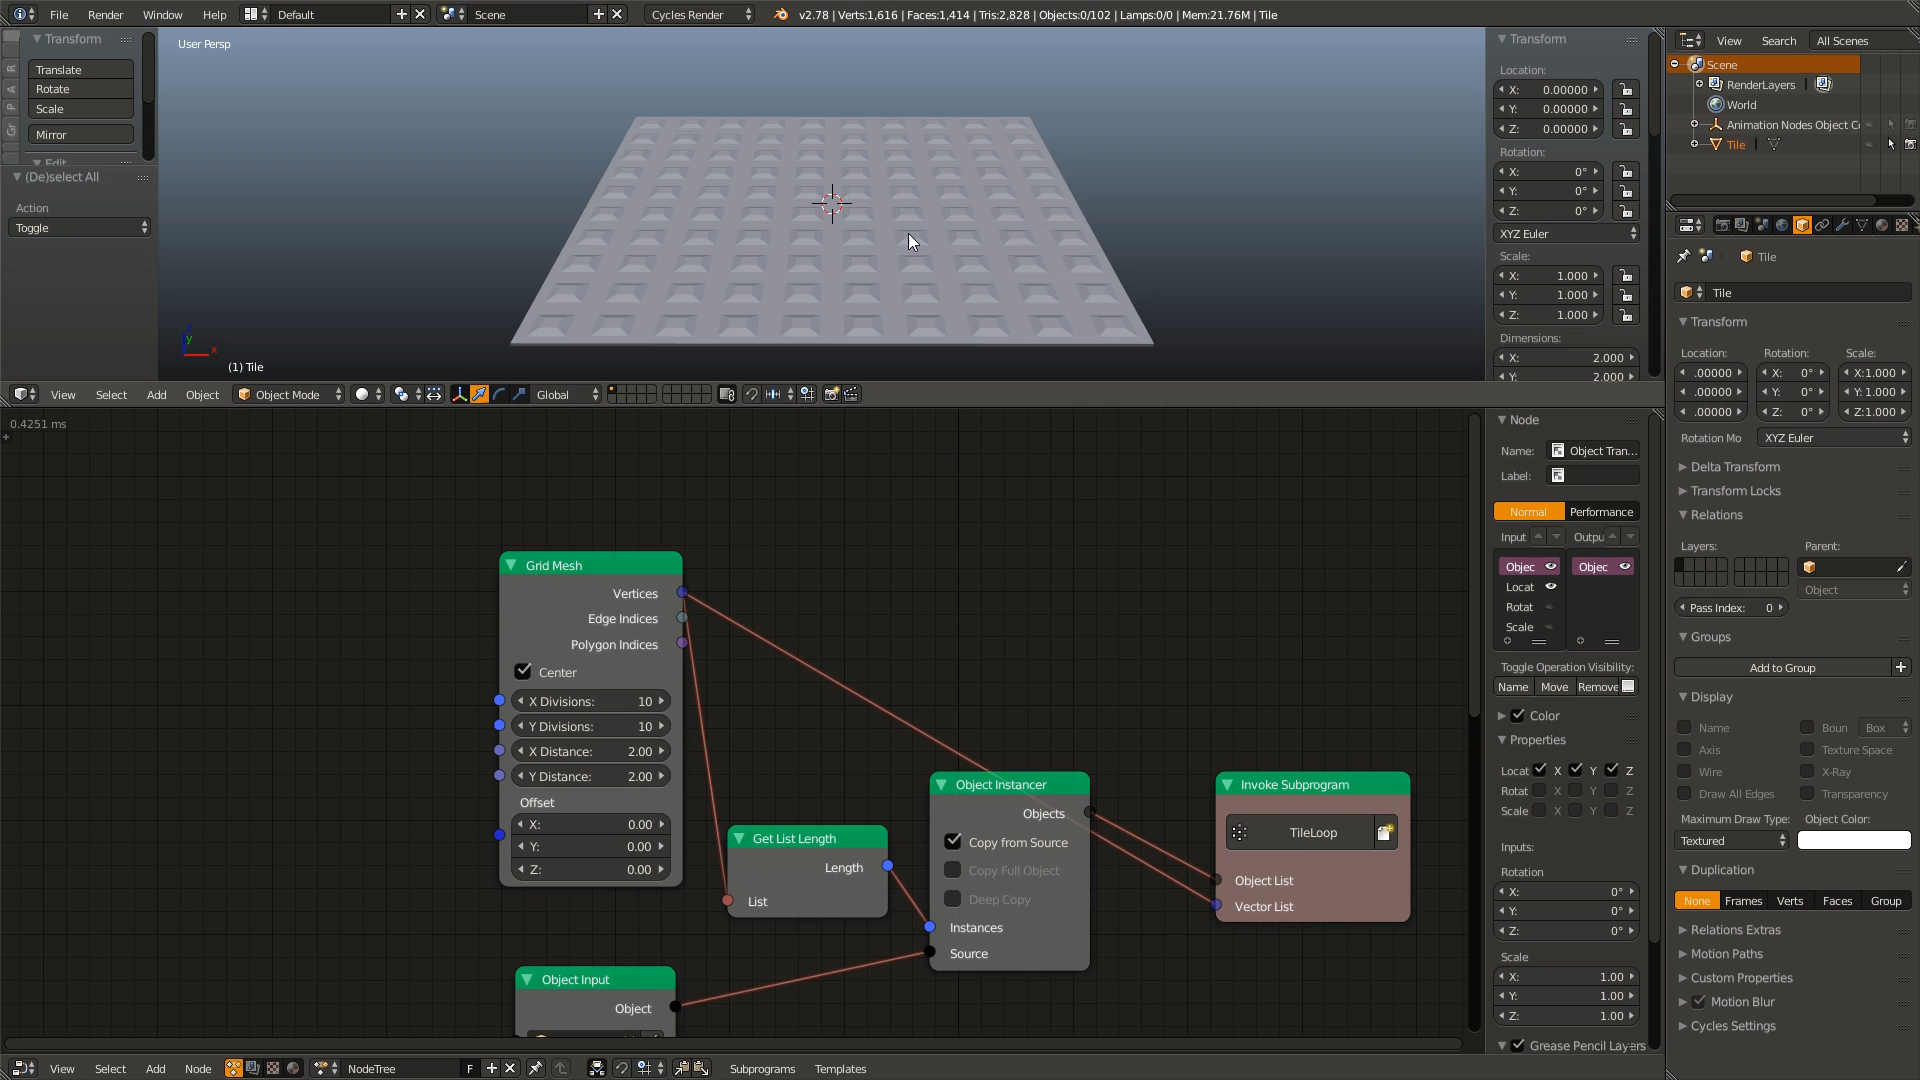 File Render Window Help Default Scene Cycles Render v2.78 | Verts:1,616 | Faces:1,414 | Tris:2,828 | Objects:0/102 | Lamps:0/0 | Mem:21.76M | Tile
Transform
Translate
Rotate
Scale
Mirror
Edit
(De)select All
Action
Toggle
R
A
P
Gr
User Persp
z
y
x
(1) Tile
Transform
Location:
X: 0.00000
Y: 0.00000
Z: 0.00000
Rotation:
X: 0°
Y: 0°
Z: 0°
XYZ Euler
Scale:
X: 1.000
Y: 1.000
Z: 1.000
Dimensions:
X: 2.000
Y: 2.000
View Search All Scenes
Scene
RenderLayers |
World
Animation Nodes Object C
Tile |
View Select Add Object Object Mode Global
0.4251 ms
Grid Mesh
Vertices
Edge Indices
Polygon Indices
Center
X Divisions: 10
Y Divisions: 10
X Distance: 2.00
Y Distance: 2.00
Offset
X: 0.00
Y: 0.00
Z: 0.00
Get List Length
Length
List
Object Input
Object
Object Instancer
Objects
Copy from Source
Copy Full Object
Deep Copy
Instances
Source
Invoke Subprogram
TileLoop
Object List
Vector List
Node
Name: Object Tran...
Label:
Normal Performance
Input Outpu
Objec Objec
Locat
Rotat
Scale
Toggle Operation Visibility:
Name Move Remove
Color
Properties
Locat X Y Z
Rotat X Y Z
Scale X Y Z
Inputs:
Rotation
X: 0°
Y: 0°
Z: 0°
Scale
X: 1.00
Y: 1.00
Z: 1.00
Grease Pencil Layers
Tile
Tile
Transform
Location: Rotation: Scale:
.00000 X: 0° X:1.000
.00000 Y: 0° Y:1.000
.00000 Z: 0° Z:1.000
Rotation Mo XYZ Euler
Delta Transform
Transform Locks
Relations
Layers: Parent:
Object
Pass Index: 0
Groups
Add to Group
Display
Name Boun Box
Axis Texture Space
Wire X-Ray
Draw All Edges Transparency
Maximum Draw Type: Object Color:
Textured
Duplication
None Frames Verts Faces Group
Relations Extras
Motion Paths
Custom Properties
Motion Blur
Cycles Settings
View Select Add Node NodeTree F Subprograms Templates